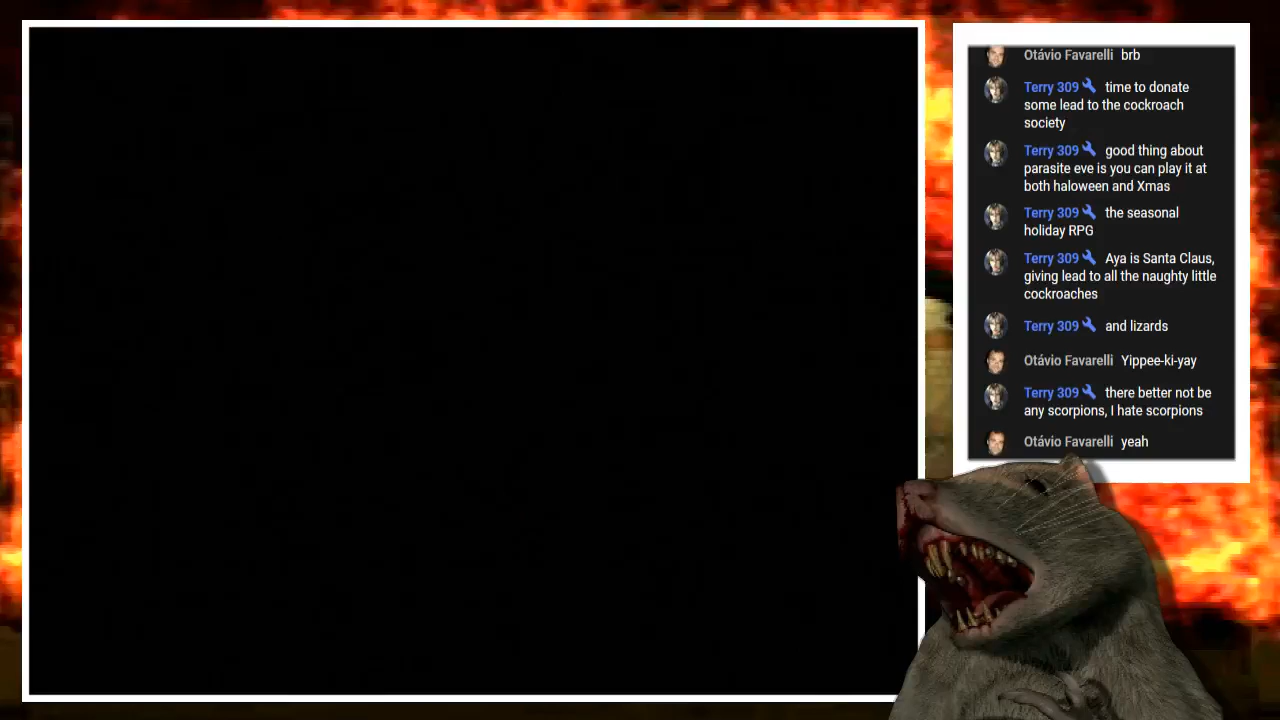 Otávio Favarelli brb
Terry 309 time to donate
some lead to the cockroach
society
Terry 309 good thing about
parasite eve is you can play it at
both haloween and Xmas
Terry 309 the seasonal
holiday RPG
Terry 309 Aya is Santa Claus,
giving lead to all the naughty little
cockroaches
Terry 309 and lizards
Otávio Favarelli Yippee-ki-yay
Terry 309 there better not be
any scorpions, I hate scorpions
Otávio Favarelli yeah